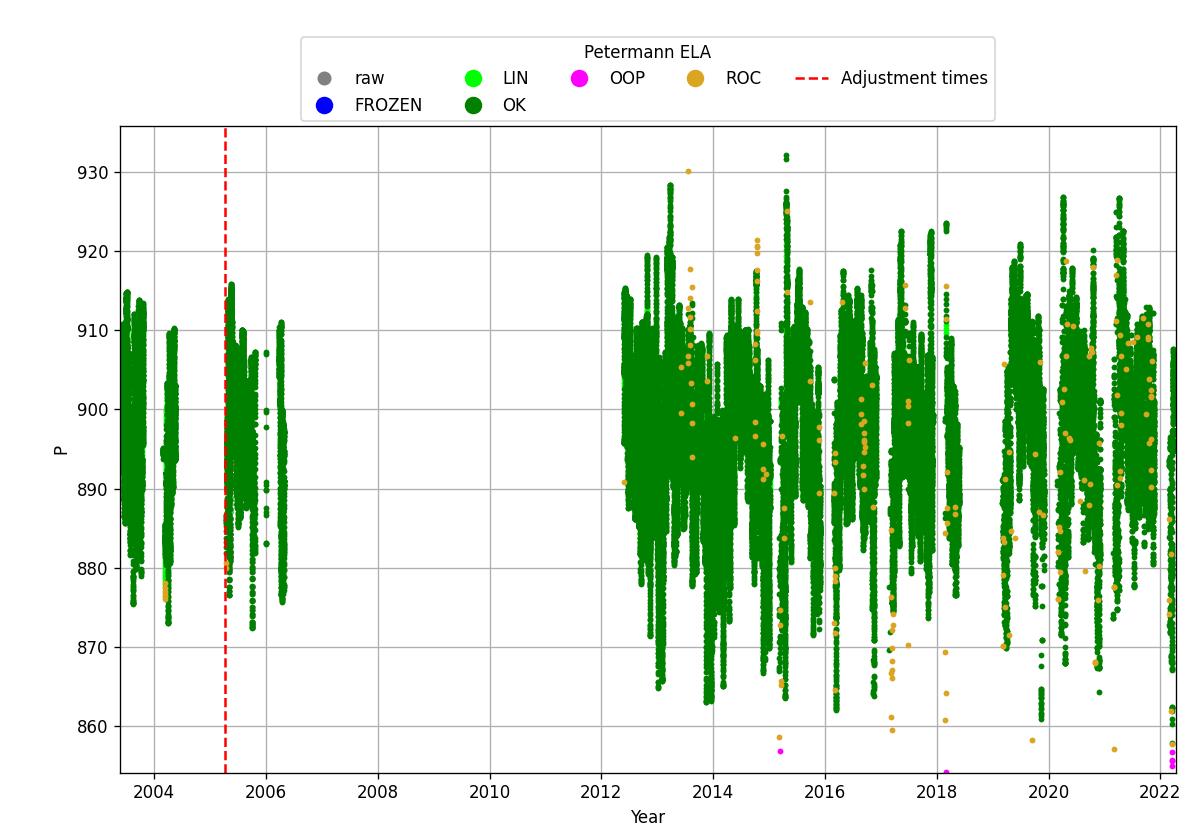 Petermann ELA
raw LIN OOP ROC Adjustment times
FROZEN OK
930
920
910
900
890
880
870
860
P
2004 2006 2008 2010 2012 2014 2016 2018 2020 2022
Year